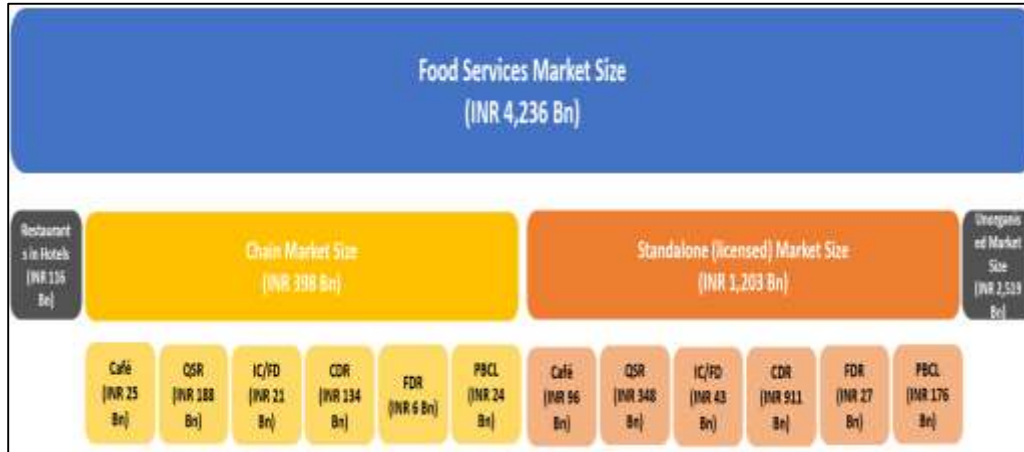 Food Services Market Size
(INR 4,236 Bn)
Restaurant
s in Hotels
(INR 116
Bn)
Chain Market Size
(INR 398 Bn)
Standalone (licensed) Market Size
(INR 1,203 Bn)
Unorganis
ed Market
Size
(INR 2,519
Bn)
Café
(INR 25
Bn)
QSR
(INR 188
Bn)
IC/FD
(INR 21
Bn)
CDR
(INR 134
Bn)
FDR
(INR 6 Bn)
PBCL
(INR 24
Bn)
Café
(INR 96
Bn)
QSR
(INR 348
Bn)
IC/FD
(INR 43
Bn)
CDR
(INR 911
Bn)
FDR
(INR 27
Bn)
PBCL
(INR 176
Bn)